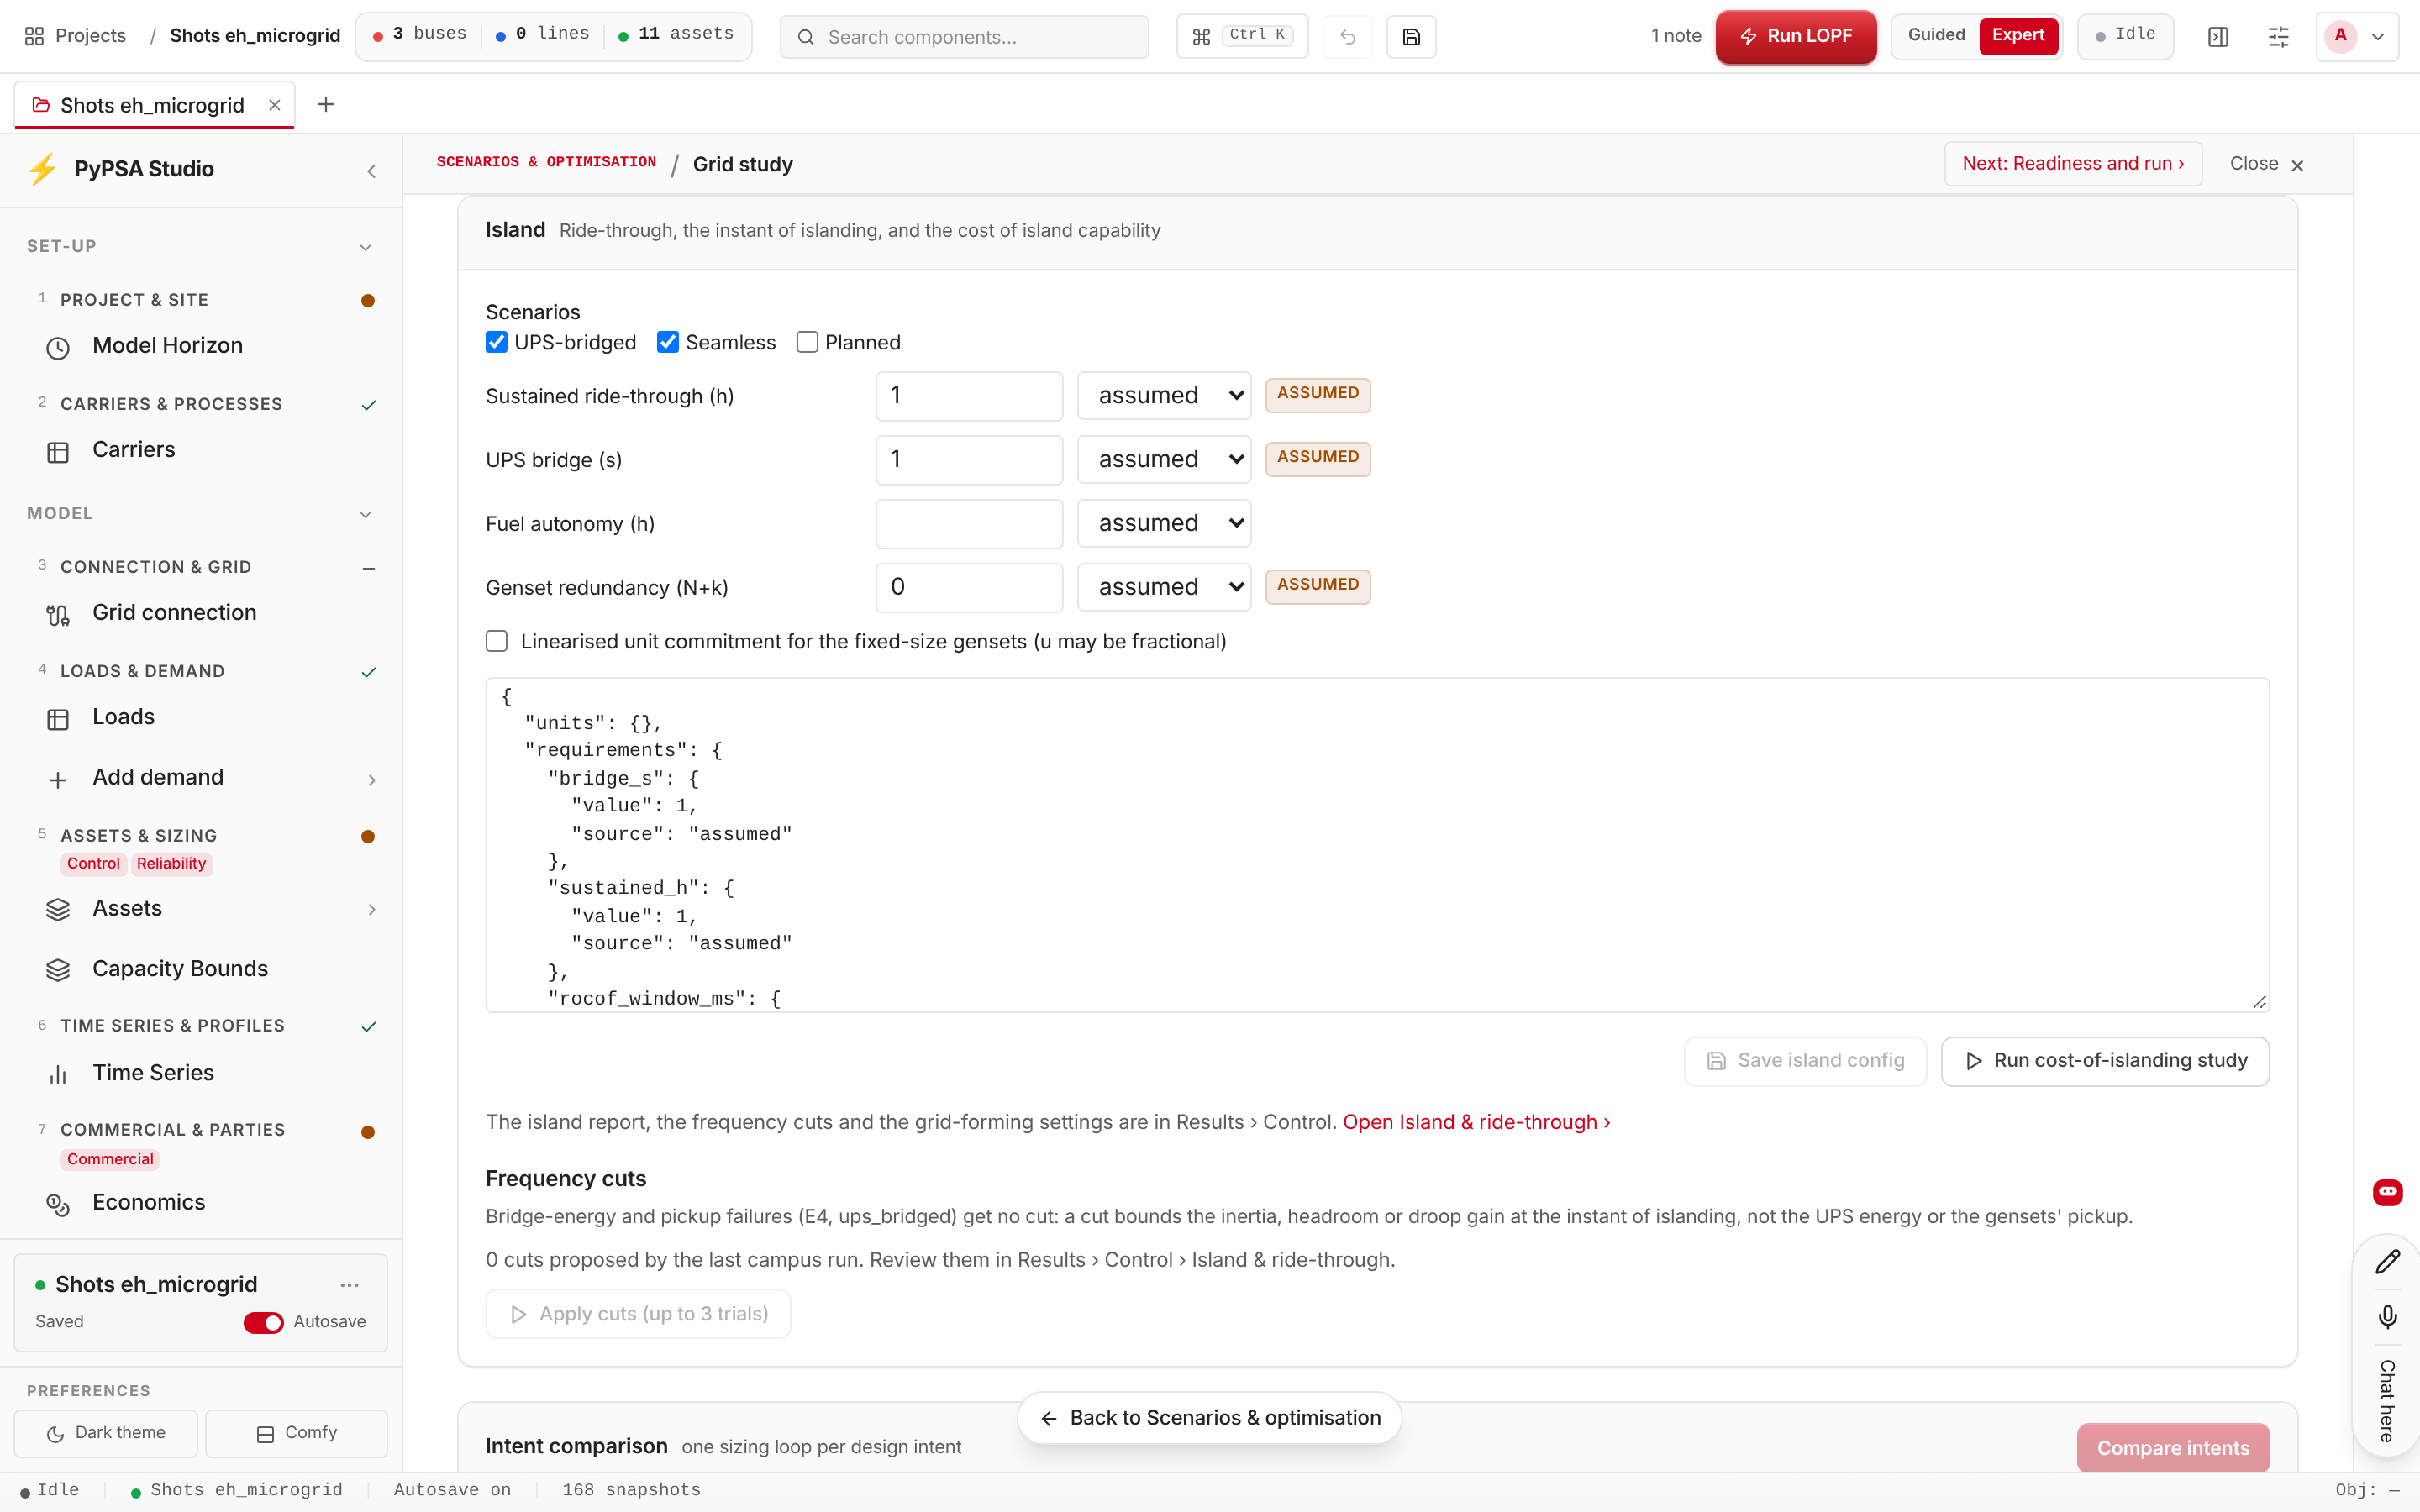 Projects / Shots eh_microgrid
3 buses 0 lines 11 assets
Search components...
⌘ Ctrl K
1 note
Run LOPF
Guided Expert
Idle
A
Shots eh_microgrid ×
+
PyPSA Studio
SET-UP
1 PROJECT & SITE
Model Horizon
2 CARRIERS & PROCESSES
Carriers
MODEL
3 CONNECTION & GRID
Grid connection
4 LOADS & DEMAND
Loads
Add demand
5 ASSETS & SIZING
Control Reliability
Assets
Capacity Bounds
6 TIME SERIES & PROFILES
Time Series
7 COMMERCIAL & PARTIES
Commercial
Economics
Shots eh_microgrid ...
Saved Autosave
PREFERENCES
Dark theme Comfy
SCENARIOS & OPTIMISATION / Grid study
Next: Readiness and run ›
Close ×
Island Ride-through, the instant of islanding, and the cost of island capability
Scenarios
UPS-bridged Seamless Planned
Sustained ride-through (h) 1 assumed ASSUMED
UPS bridge (s) 1 assumed ASSUMED
Fuel autonomy (h) assumed
Genset redundancy (N+k) 0 assumed ASSUMED
Linearised unit commitment for the fixed-size gensets (u may be fractional)
{
"units": {},
"requirements": {
"bridge_s": {
"value": 1,
"source": "assumed"
},
"sustained_h": {
"value": 1,
"source": "assumed"
},
"rocof_window_ms": {
Save island config
Run cost-of-islanding study
The island report, the frequency cuts and the grid-forming settings are in Results › Control. Open Island & ride-through ›
Frequency cuts
Bridge-energy and pickup failures (E4, ups_bridged) get no cut: a cut bounds the inertia, headroom or droop gain at the instant of islanding, not the UPS energy or the gensets' pickup.
0 cuts proposed by the last campus run. Review them in Results › Control › Island & ride-through.
Apply cuts (up to 3 trials)
← Back to Scenarios & optimisation
Intent comparison one sizing loop per design intent
Compare intents
Chat here
Idle Shots eh_microgrid Autosave on 168 snapshots
Obj: —